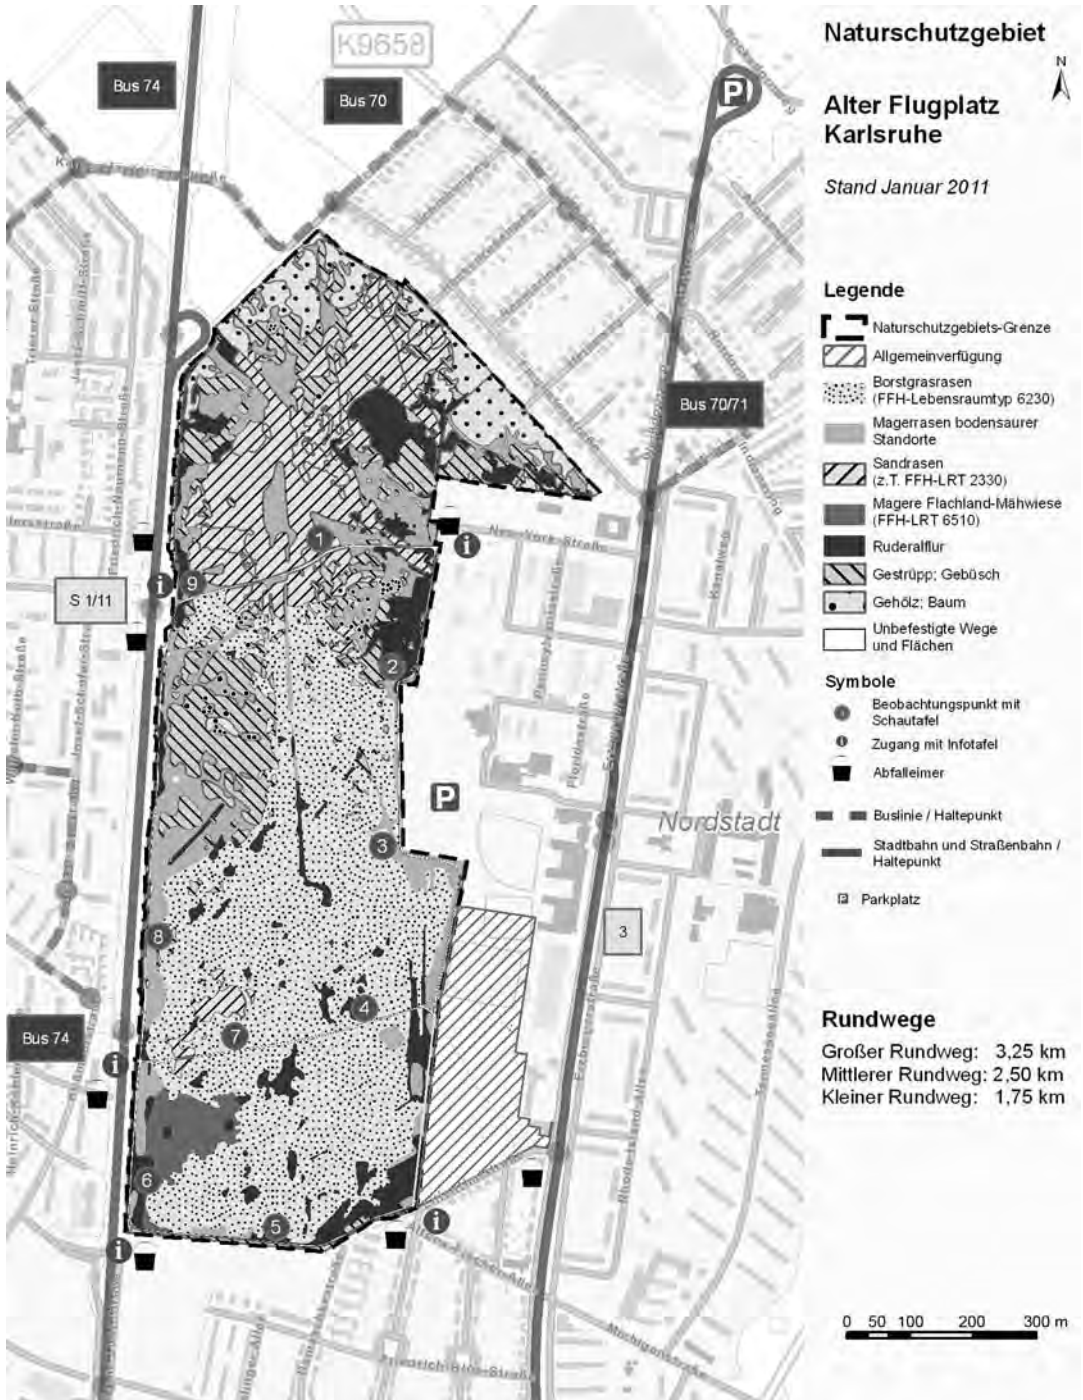 Naturschutzgebiet
N
Alter Flugplatz
Karlsruhe
Stand Januar 2011
K9658
Bus 74
Bus 70
P
Bus 70/71
S 1/11
Bus 74
3
P
Nordstadt
1
2
3
4
5
6
7
8
9
i
i
i
i
i
New-York-Straße
Pennsylvaniastraße
Floridastraße
Erzbergerstraße
Erzbergerstraße
Kanalweg
Tennesseeallee
Rhode-Island-Allee
Michiganstraße
Friedrich-Naumann-Straße
Trierer Straße
Legende
Naturschutzgebiets-Grenze
Allgemeinverfügung
Borstgrasrasen
(FFH-Lebensraumtyp 6230)
Magerrasen bodensaurer
Standorte
Sandrasen
(z.T. FFH-LRT 2330)
Magere Flachland-Mähwiese
(FFH-LRT 6510)
Ruderalflur
Gestrüpp; Gebüsch
Gehölz; Baum
Unbefestigte Wege
und Flächen
Symbole
Beobachtungspunkt mit
Schautafel
Zugang mit Infotafel
Abfalleimer
Buslinie / Haltepunkt
Stadtbahn und Straßenbahn /
Haltepunkt
P Parkplatz
Rundwege
Großer Rundweg: 3,25 km
Mittlerer Rundweg: 2,50 km
Kleiner Rundweg: 1,75 km
0 50 100 200 300 m